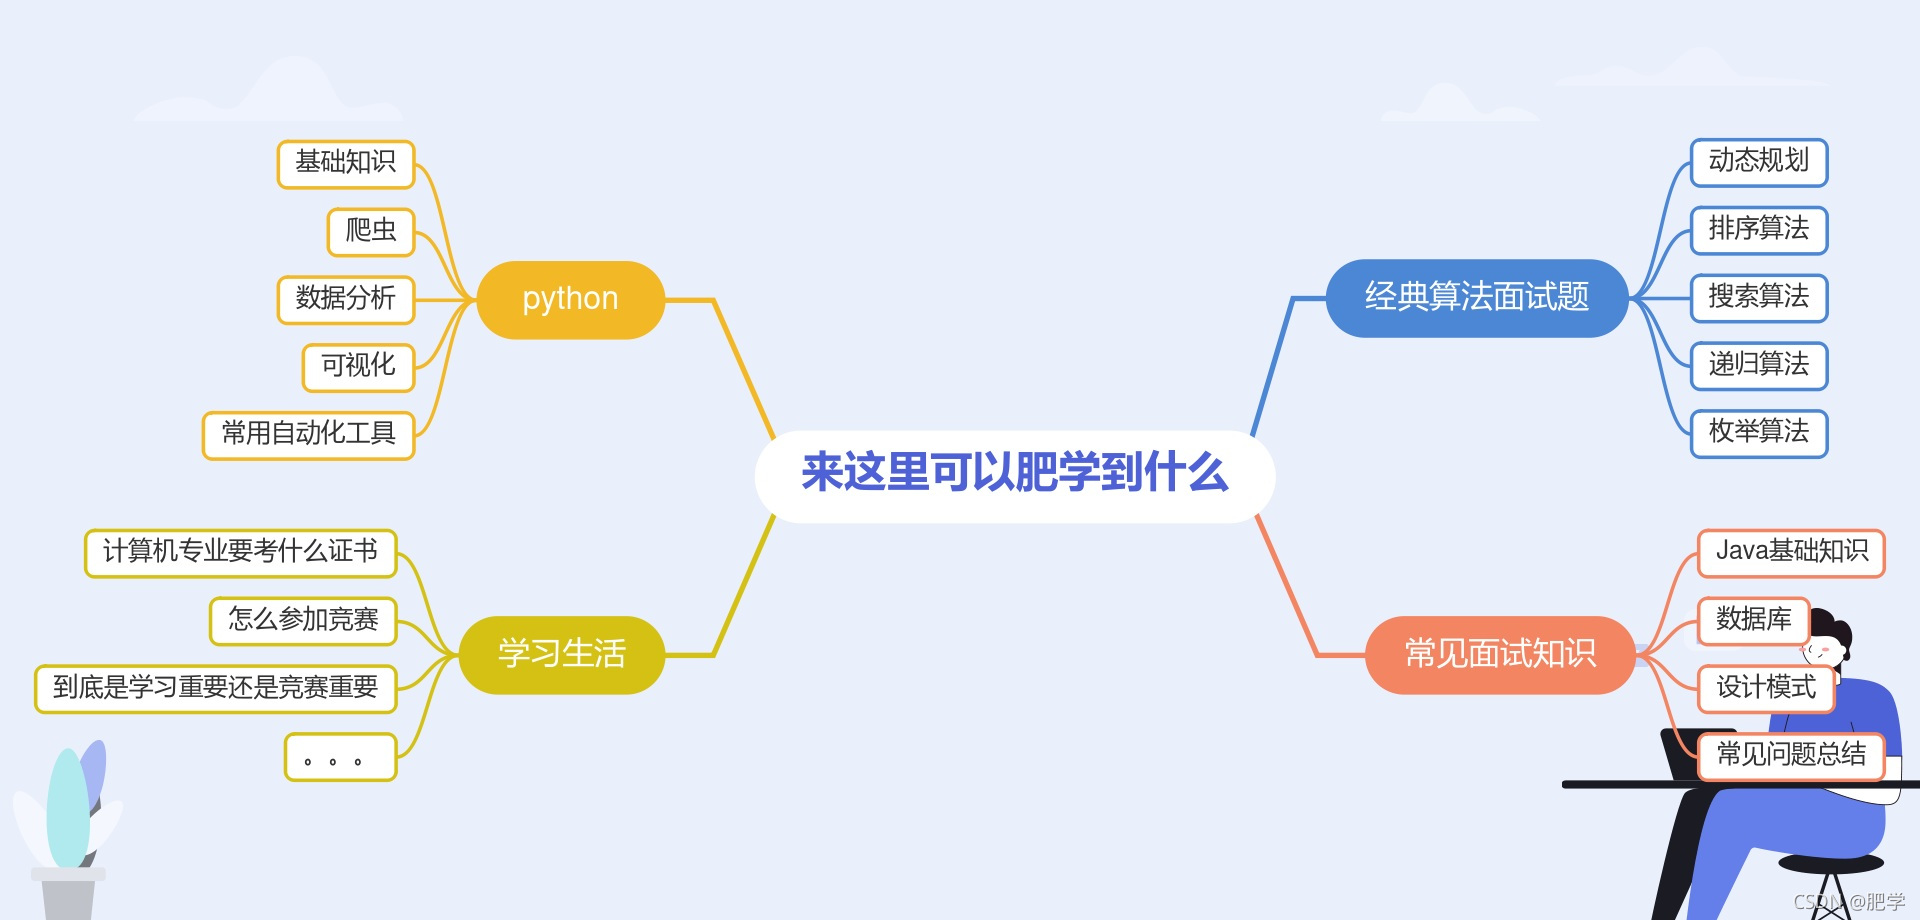 来这里可以肥学到什么
python
基础知识
爬虫
数据分析
可视化
常用自动化工具
学习生活
计算机专业要考什么证书
怎么参加竞赛
到底是学习重要还是竞赛重要
。。。
经典算法面试题
动态规划
排序算法
搜索算法
递归算法
枚举算法
常见面试知识
Java基础知识
数据库
设计模式
常见问题总结
CSDN @肥学